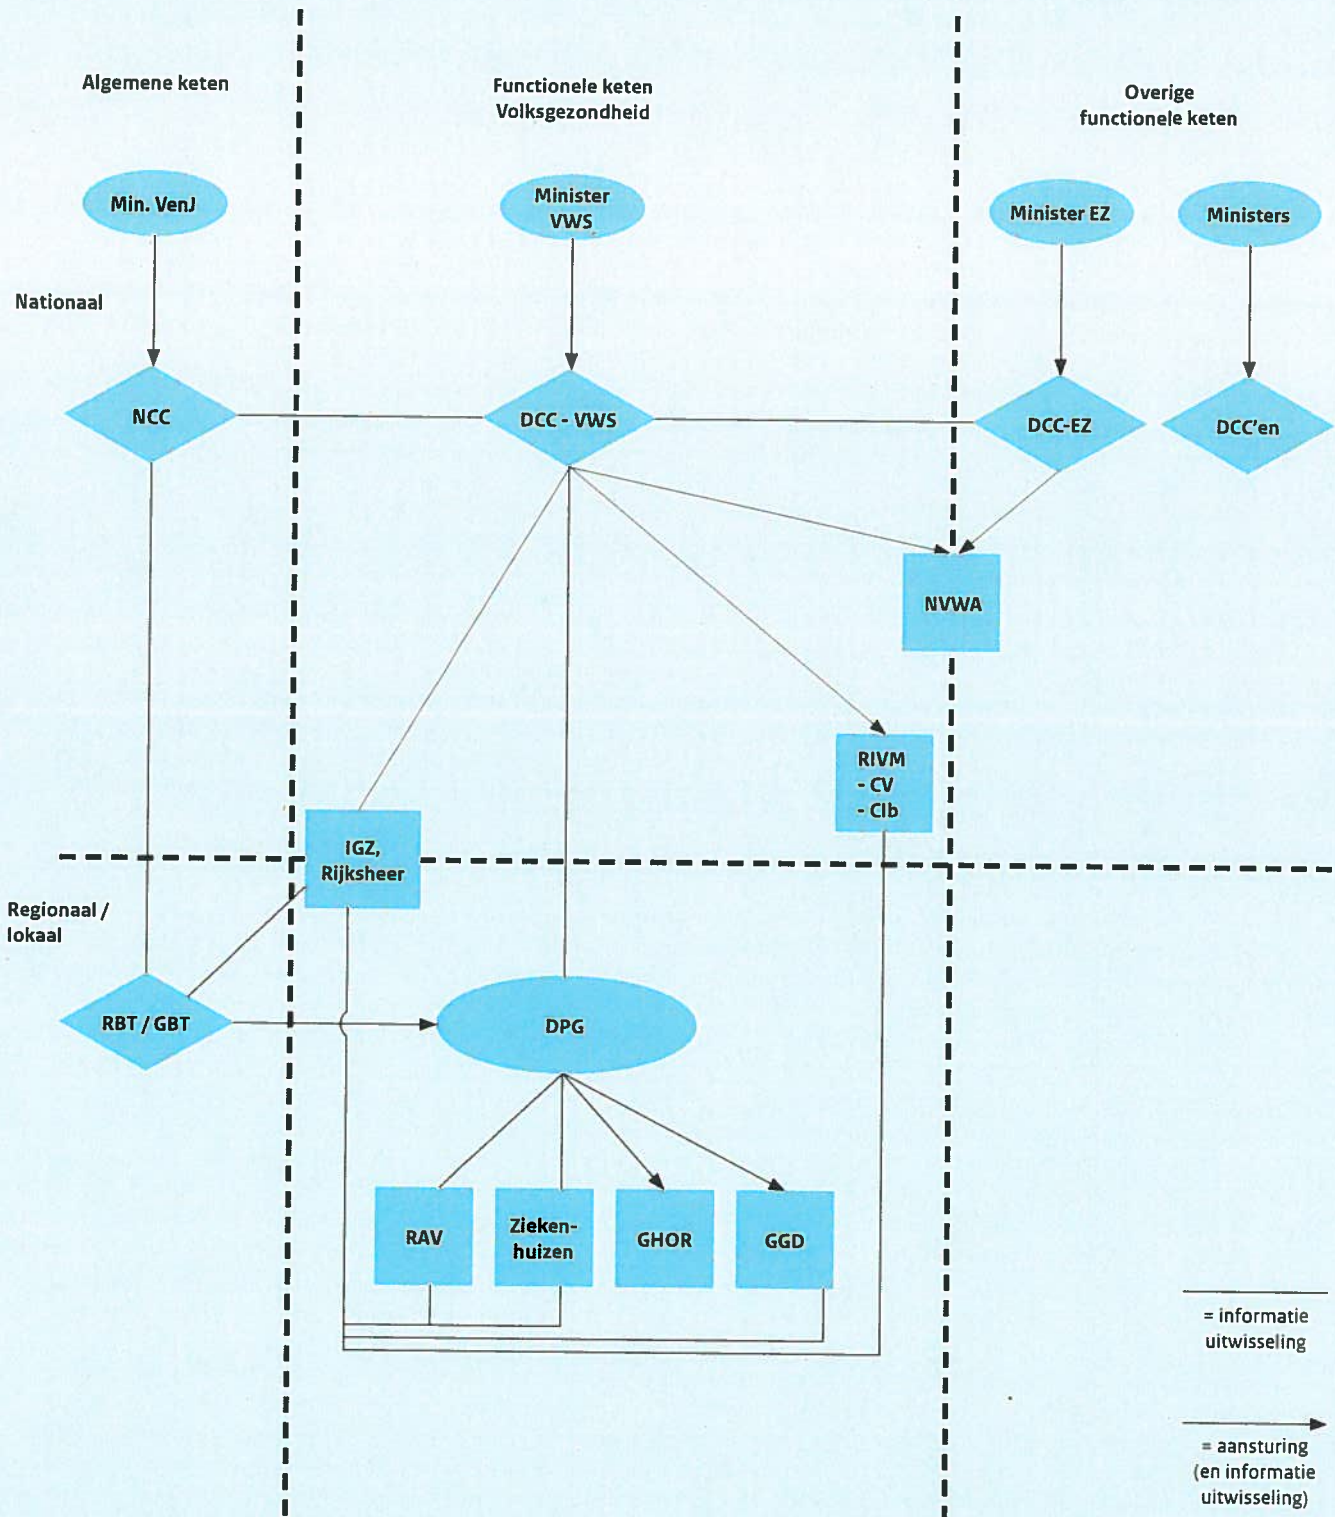 Algemene keten
Functionele keten
Volksgezondheid
Overige
functionele keten
Min. VenJ
Minister
VWS
Minister EZ
Ministers
Nationaal
NCC
DCC - VWS
DCC-EZ
DCC'en
NVWA
RIVM
- CV
- CIb
IGZ,
Rijksheer
Regionaal /
lokaal
RBT / GBT
DPG
RAV
Zieken-
huizen
GHOR
GGD
= informatie
uitwisseling
= aansturing
(en informatie
uitwisseling)